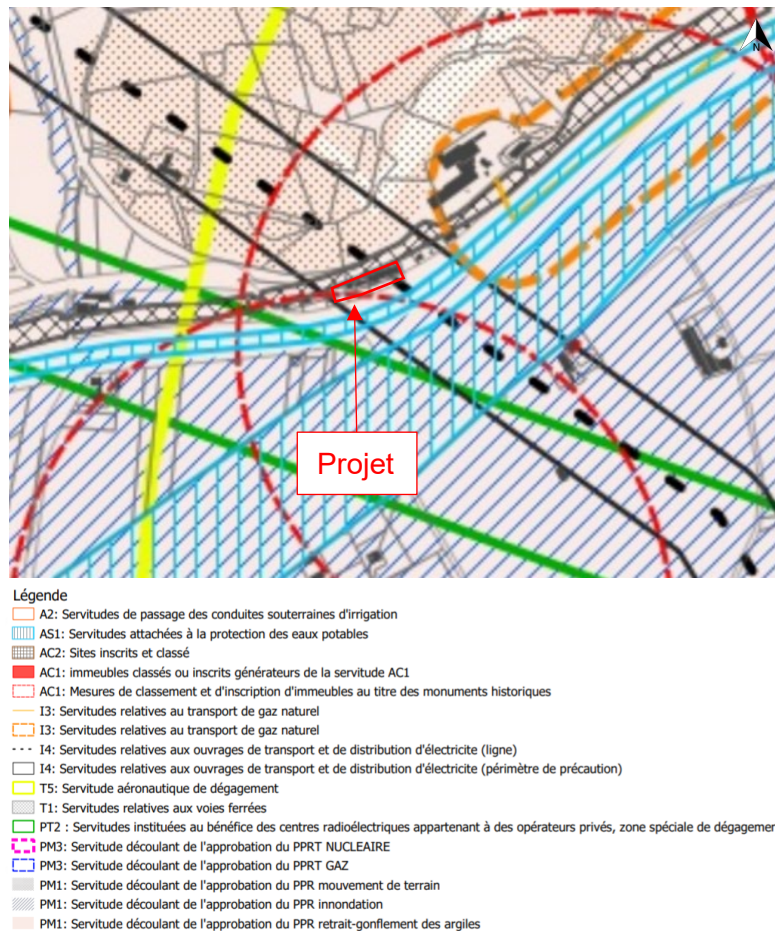 N
Projet
Légende
A2: Servitudes de passage des conduites souterraines d'irrigation
AS1: Servitudes attachées à la protection des eaux potables
AC2: Sites inscrits et classé
AC1: immeubles classés ou inscrits générateurs de la servitude AC1
AC1: Mesures de classement et d'inscription d'immeubles au titre des monuments historiques
I3: Servitudes relatives au transport de gaz naturel
I3: Servitudes relatives au transport de gaz naturel
I4: Servitudes relatives aux ouvrages de transport et de distribution d'électricite (ligne)
I4: Servitudes relatives aux ouvrages de transport et de distribution d'électricite (périmètre de précaution)
T5: Servitude aéronautique de dégagement
T1: Servitudes relatives aux voies ferrées
PT2 : Servitudes instituées au bénéfice des centres radioélectriques appartenant à des opérateurs privés, zone spéciale de dégagemer
PM3: Servitude découlant de l'approbation du PPRT NUCLEAIRE
PM3: Servitude découlant de l'approbation du PPRT GAZ
PM1: Servitude découlant de l'approbation du PPR mouvement de terrain
PM1: Servitude découlant de l'approbation du PPR innondation
PM1: Servitude découlant de l'approbation du PPR retrait-gonflement des argiles